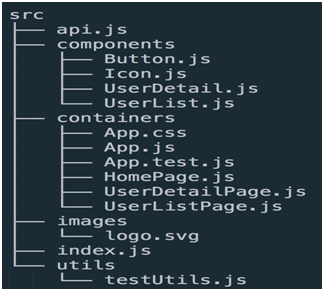 src
├── api.js
├── components
│   ├── Button.js
│   ├── Icon.js
│   ├── UserDetail.js
│   └── UserList.js
├── containers
│   ├── App.css
│   ├── App.js
│   ├── App.test.js
│   ├── HomePage.js
│   ├── UserDetailPage.js
│   └── UserListPage.js
├── images
│   └── logo.svg
├── index.js
└── utils
    └── testUtils.js